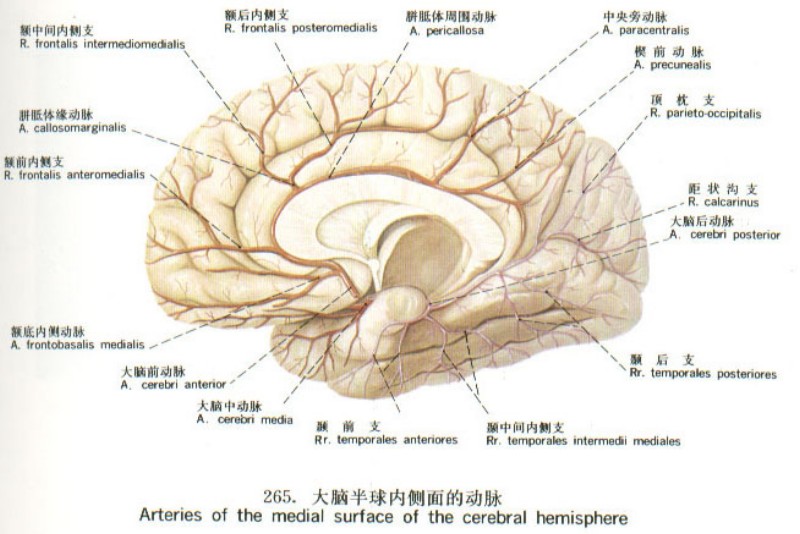 额中间内侧支
R. frontalis intermediomedialis
额后内侧支
R. frontalis posteromedialis
胼胝体周围动脉
A. pericallosa
中央旁动脉
A. paracentralis
楔前动脉
A. precunealis
顶枕支
R. parieto-occipitalis
胼胝体缘动脉
A. callosomarginalis
额前内侧支
R. frontalis anteromedialis
距状沟支
R. calcarinus
大脑后动脉
A. cerebri posterior
额底内侧动脉
A. frontobasalis medialis
大脑前动脉
A. cerebri anterior
大脑中动脉
A. cerebri media
颞前支
Rr. temporales anteriores
颞中间内侧支
Rr. temporales intermedii mediales
颞后支
Rr. temporales posteriores
265. 大脑半球内侧面的动脉
Arteries of the medial surface of the cerebral hemisphere